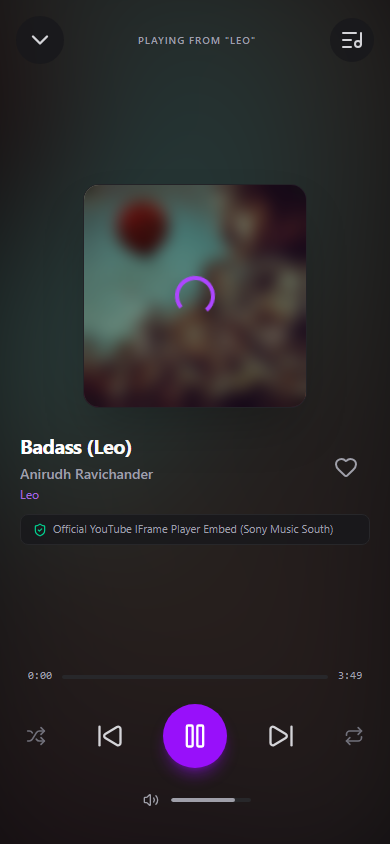 PLAYING FROM "LEO"
Badass (Leo)
Anirudh Ravichander
Leo
Official YouTube IFrame Player Embed (Sony Music South)
0:00
3:49